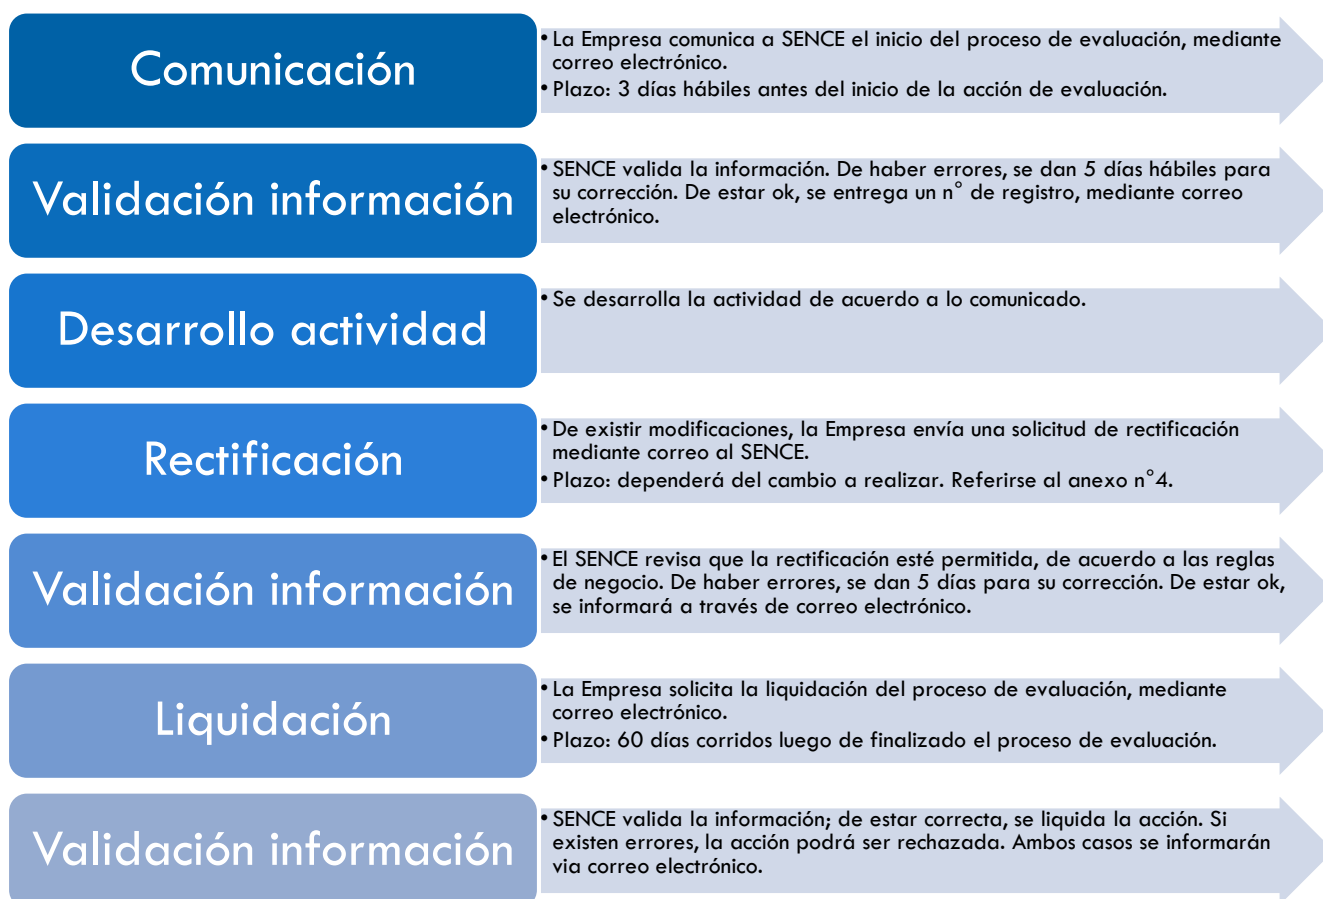 Comunicación
• La Empresa comunica a SENCE el inicio del proceso de evaluación, mediante
correo electrónico.
• Plazo: 3 días hábiles antes del inicio de la acción de evaluación.
Validación información
• SENCE valida la información. De haber errores, se dan 5 días hábiles para
su corrección. De estar ok, se entrega un n° de registro, mediante correo
electrónico.
Desarrollo actividad
• Se desarrolla la actividad de acuerdo a lo comunicado.
Rectificación
• De existir modificaciones, la Empresa envía una solicitud de rectificación
mediante correo al SENCE.
• Plazo: dependerá del cambio a realizar. Referirse al anexo n°4.
Validación información
• El SENCE revisa que la rectificación esté permitida, de acuerdo a las reglas
de negocio. De haber errores, se dan 5 días para su corrección. De estar ok,
se informará a través de correo electrónico.
Liquidación
• La Empresa solicita la liquidación del proceso de evaluación, mediante
correo electrónico.
• Plazo: 60 días corridos luego de finalizado el proceso de evaluación.
Validación información
• SENCE valida la información; de estar correcta, se liquida la acción. Si
existen errores, la acción podrá ser rechazada. Ambos casos se informarán
via correo electrónico.